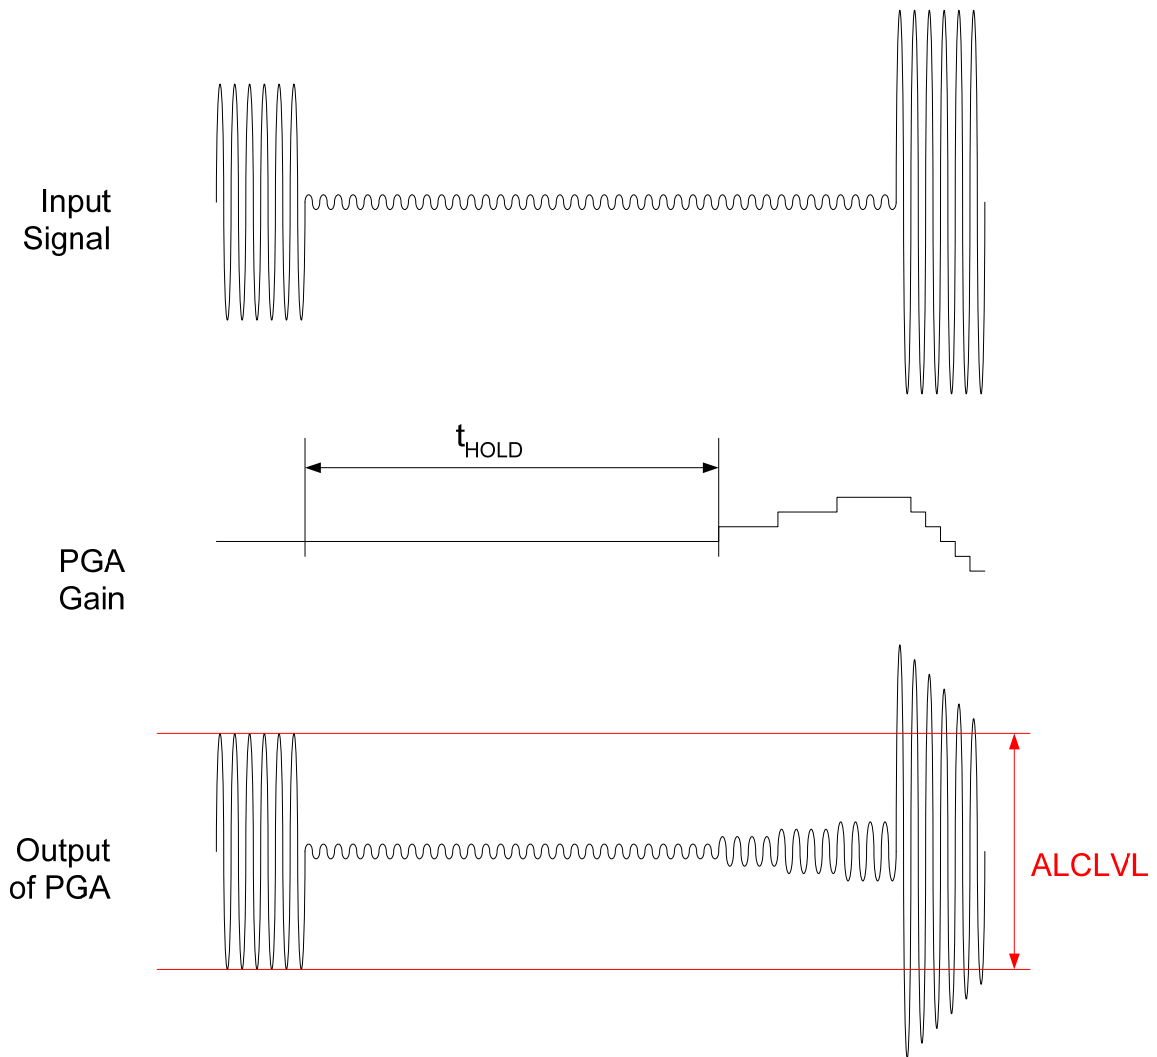 Input
Signal
tHOLD
PGA
Gain
Output
of PGA
ALCLVL